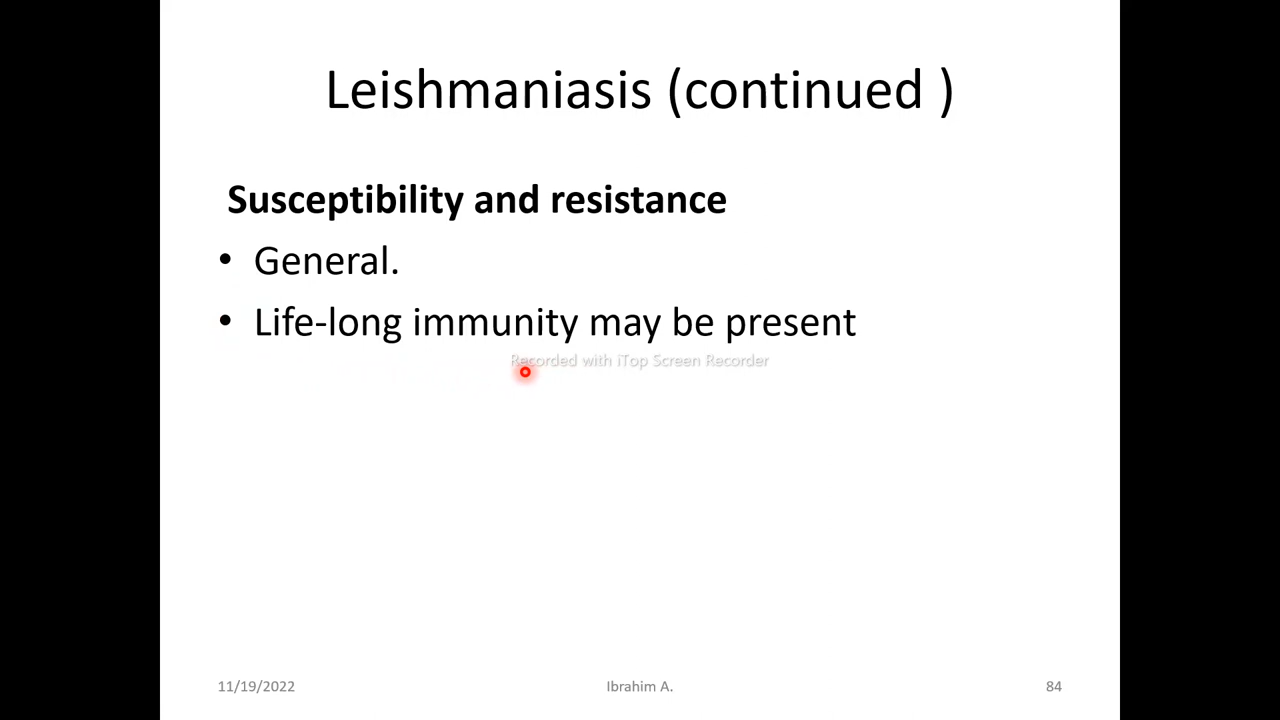 Leishmaniasis (continued )
Susceptibility and resistance
• General.
• Life-long immunity may be present
Recorded with iTop Screen Recorder
11/19/2022
Ibrahim A.
84